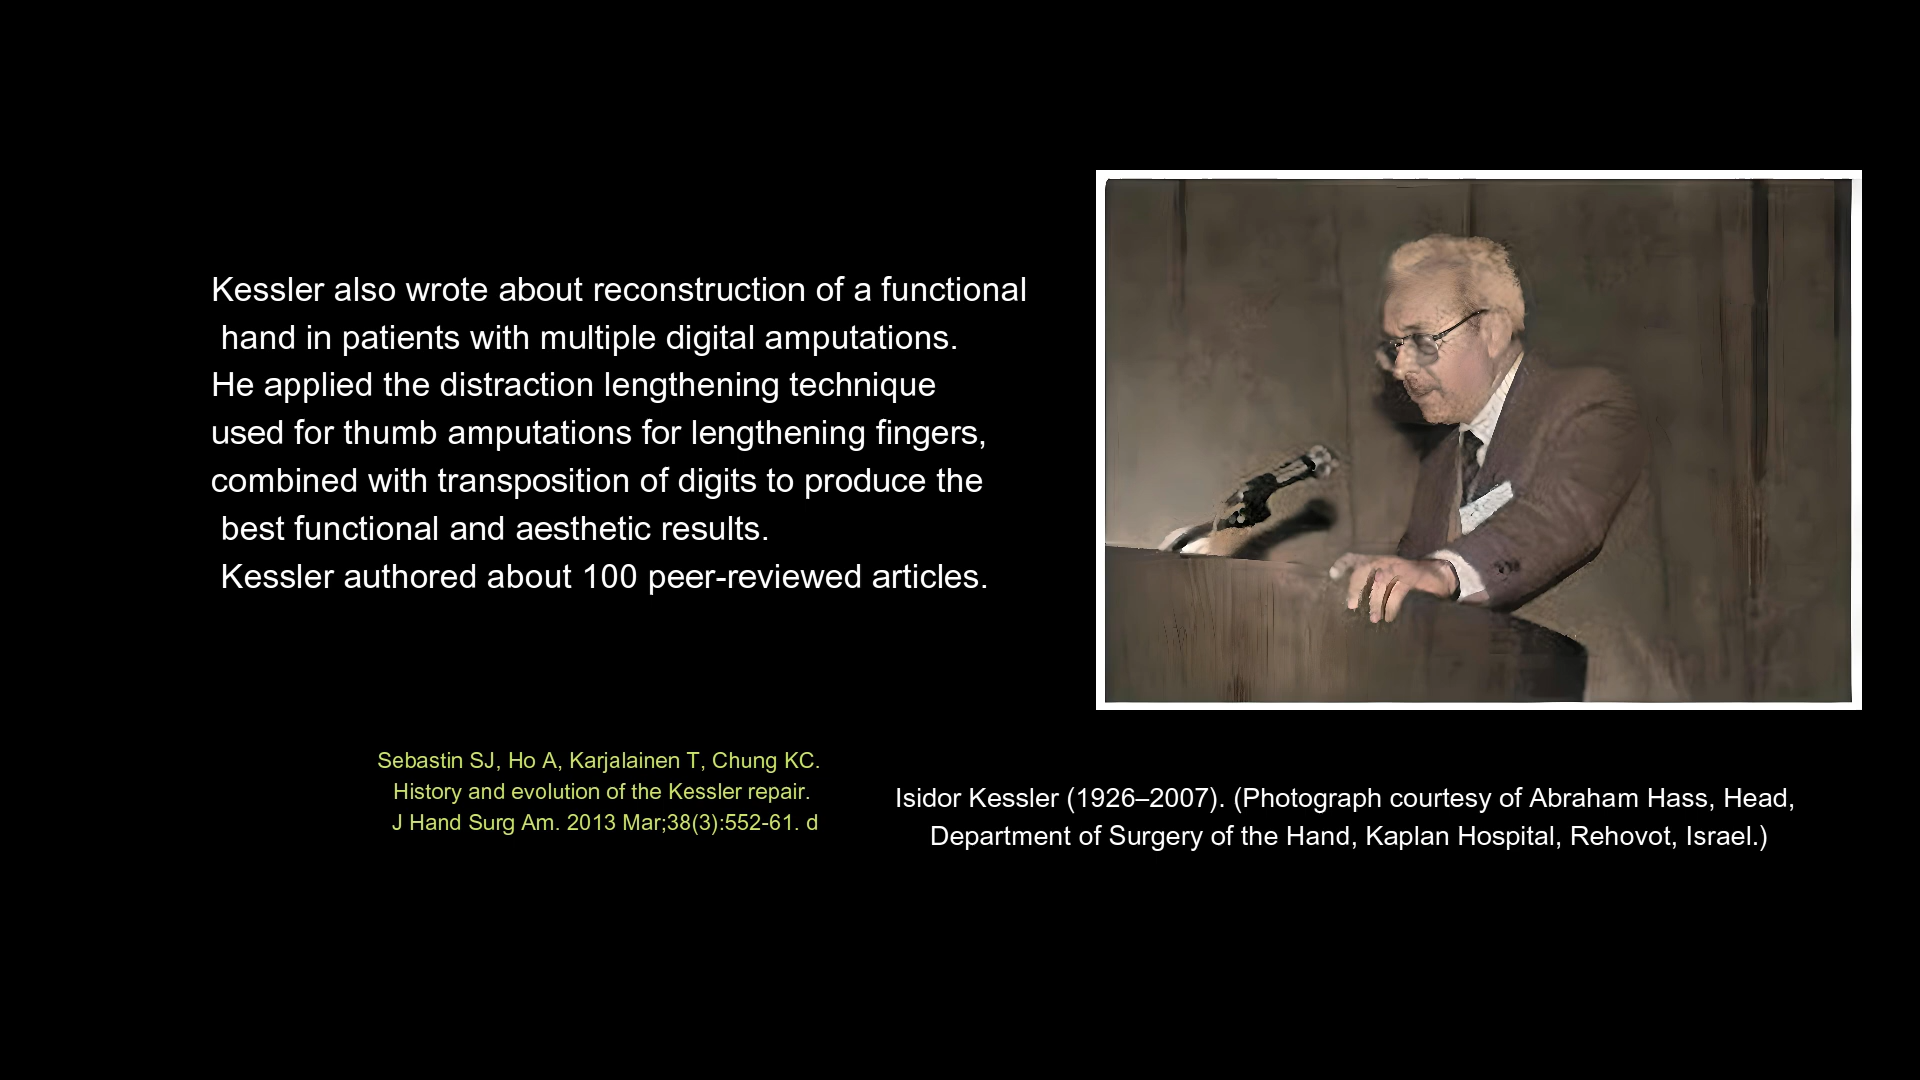 Kessler also wrote about reconstruction of a functional
hand in patients with multiple digital amputations.
He applied the distraction lengthening technique
used for thumb amputations for lengthening fingers,
combined with transposition of digits to produce the
best functional and aesthetic results.
Kessler authored about 100 peer-reviewed articles.
Sebastin SJ, Ho A, Karjalainen T, Chung KC.
History and evolution of the Kessler repair.
J Hand Surg Am. 2013 Mar;38(3):552-61. d
Isidor Kessler (1926–2007). (Photograph courtesy of Abraham Hass, Head,
Department of Surgery of the Hand, Kaplan Hospital, Rehovot, Israel.)